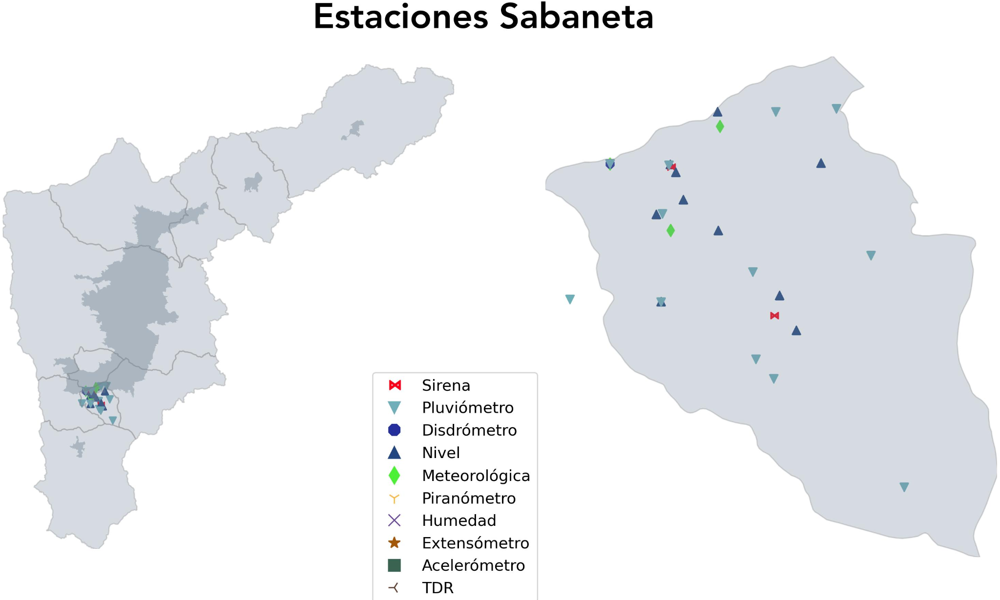 Estaciones Sabaneta
Sirena
Pluviómetro
Disdrómetro
Nivel
Meteorológica
Piranómetro
Humedad
Extensómetro
Acelerómetro
TDR